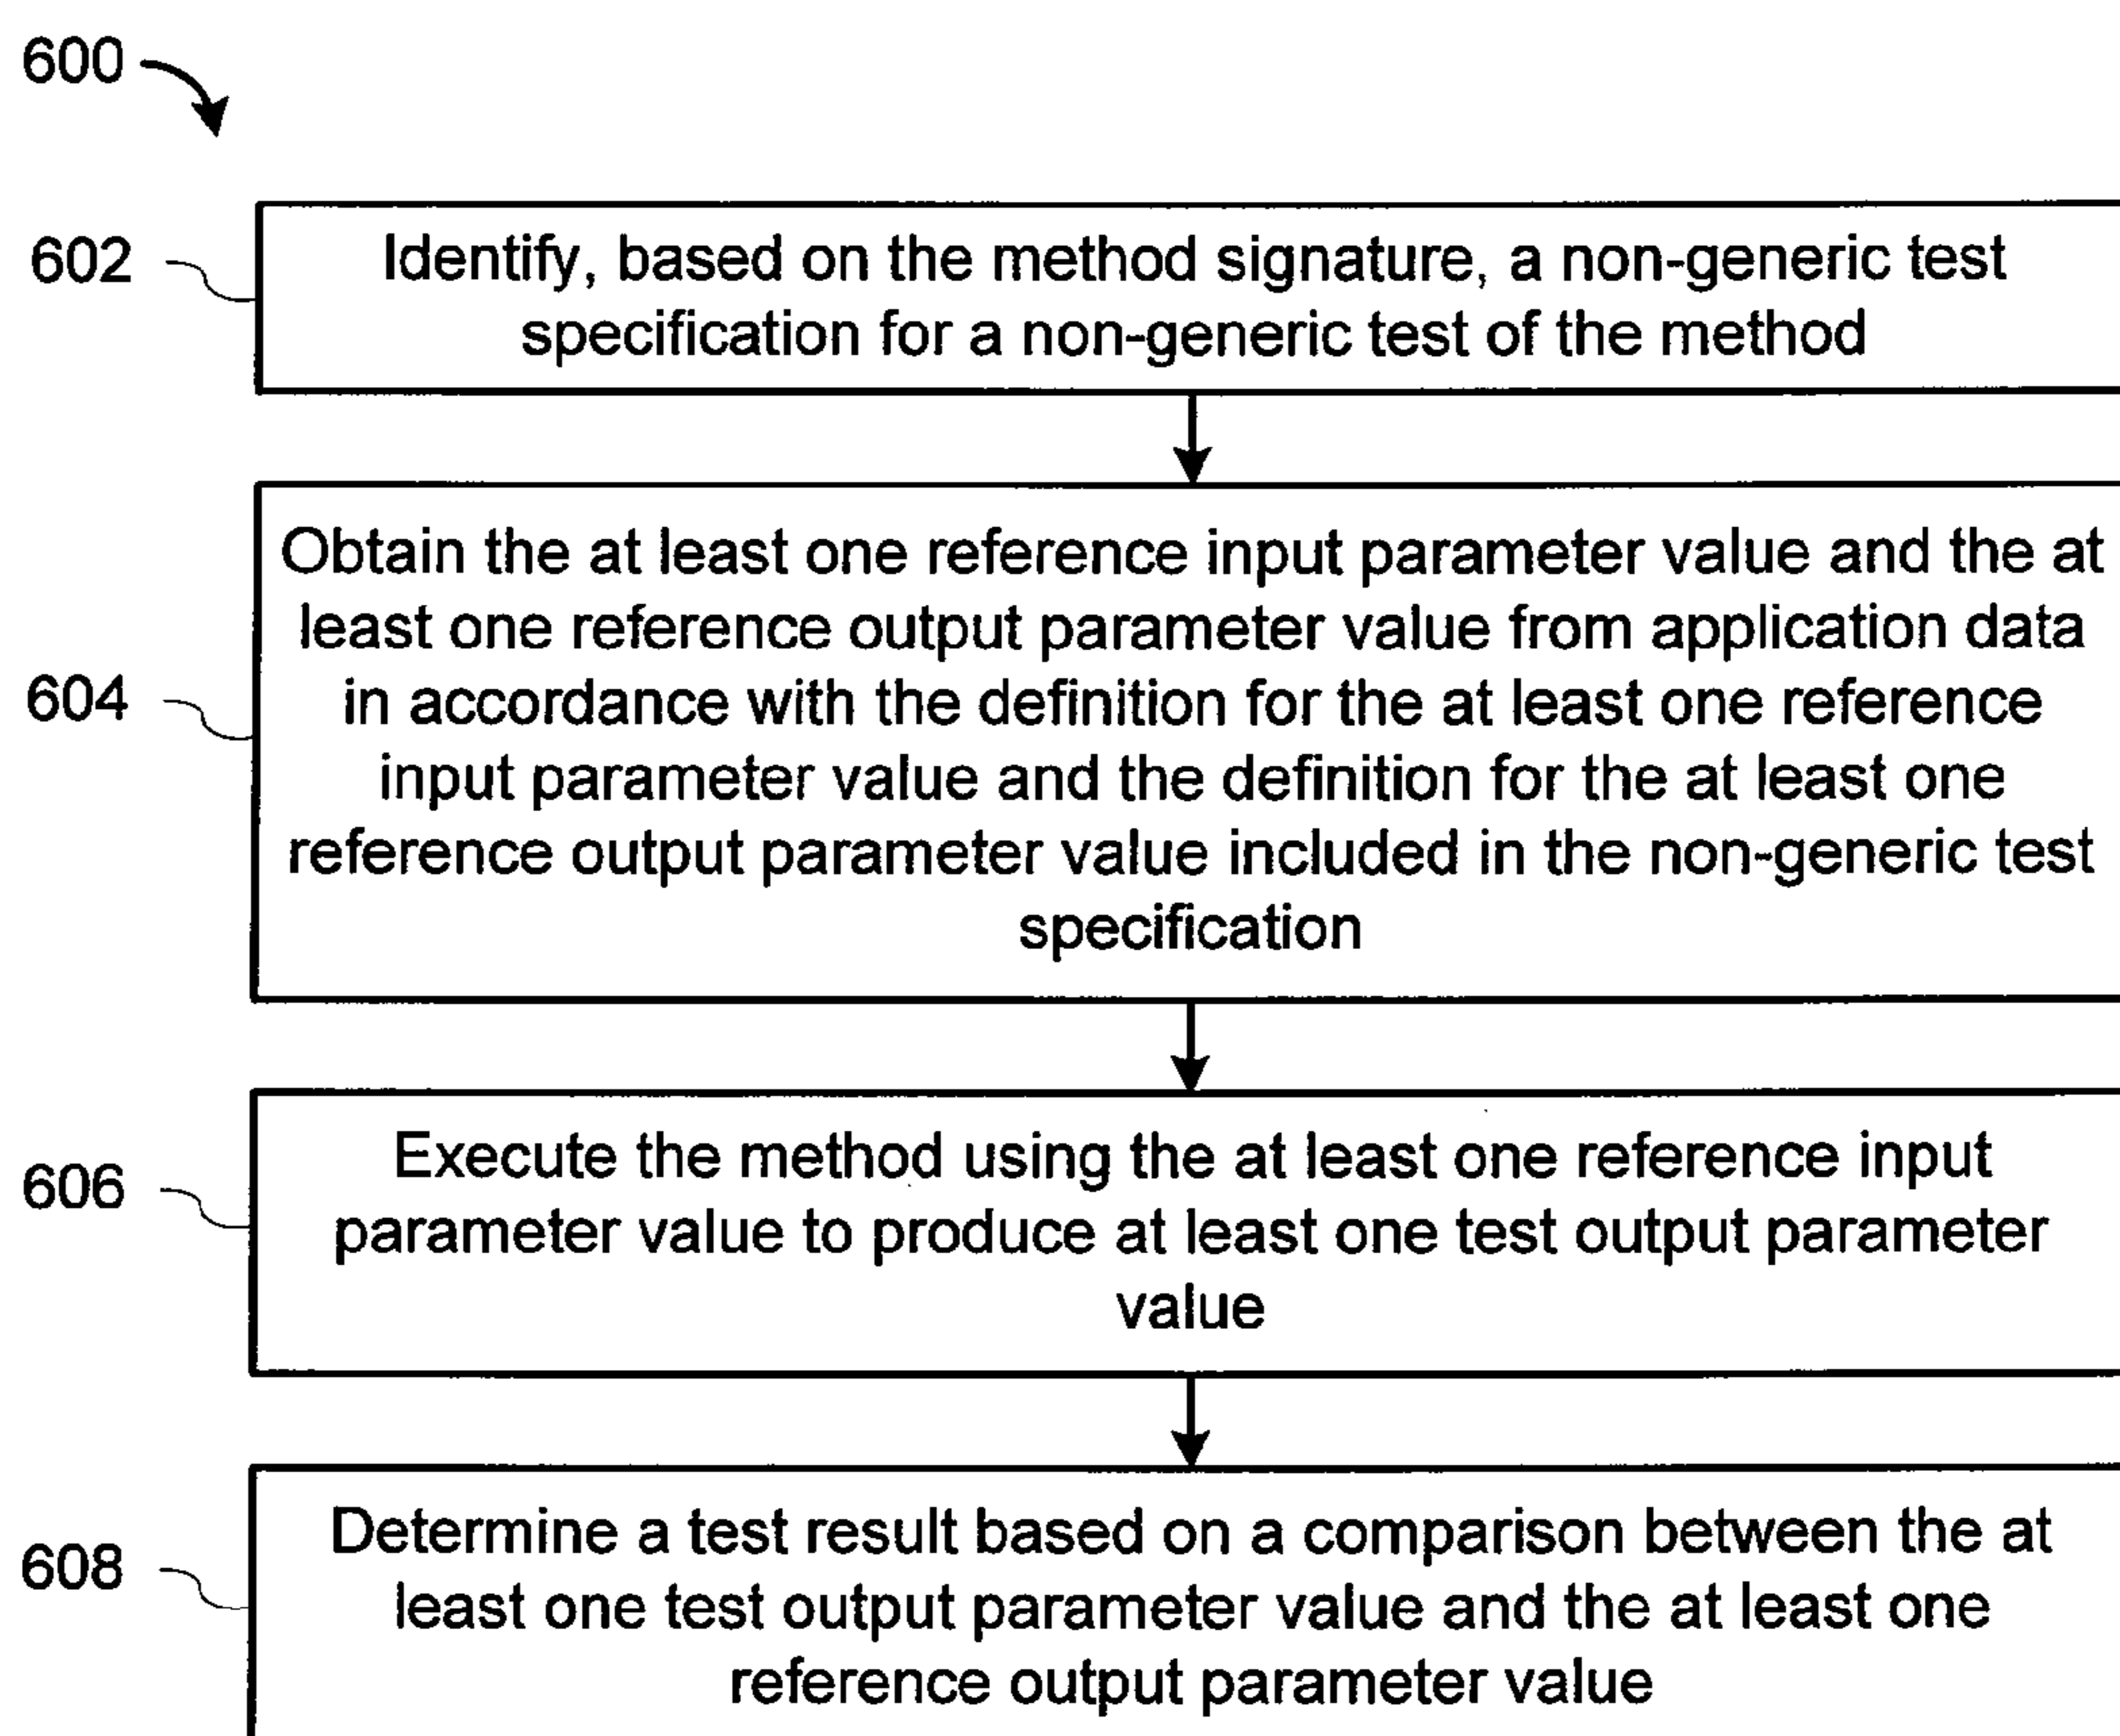 600
602
Identify, based on the method signature, a non-generic test
specification for a non-generic test of the method
604
Obtain the at least one reference input parameter value and the at
least one reference output parameter value from application data
in accordance with the definition for the at least one reference
input parameter value and the definition for the at least one
reference output parameter value included in the non-generic test
specification
606
Execute the method using the at least one reference input
parameter value to produce at least one test output parameter
value
608
Determine a test result based on a comparison between the at
least one test output parameter value and the at least one
reference output parameter value